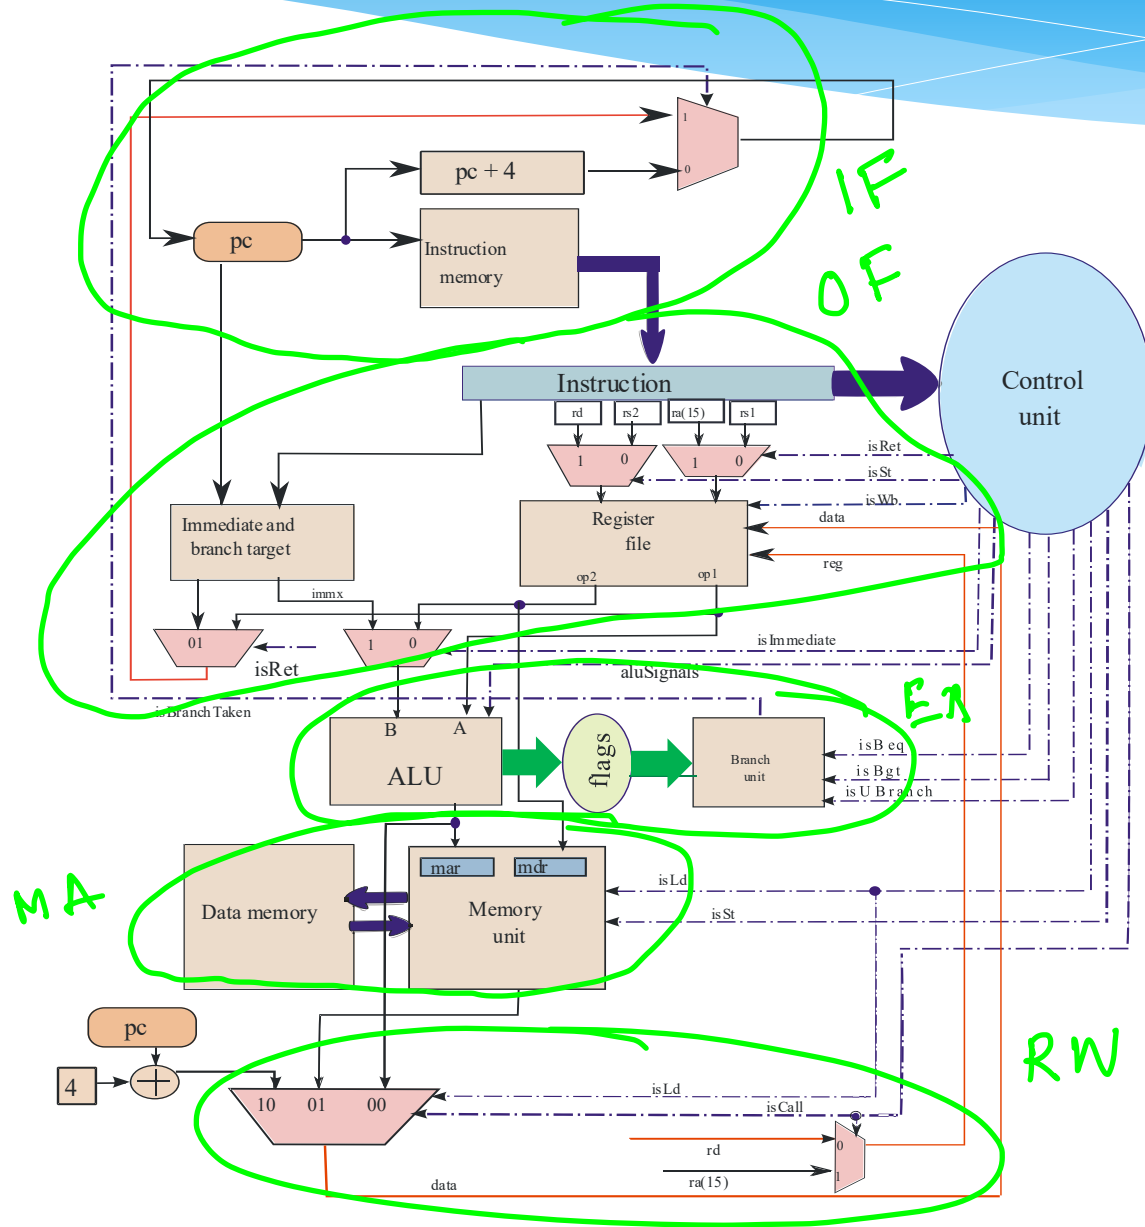 1
pc + 4
0
IF
pc
Instruction
memory
OF
Instruction
Control
unit
rd
rs2
ra(15)
rs1
1
0
1
0
isRet
isSt
isWb
Immediate and
branch target
Register
file
data
reg
op2
op1
immx
01
1
0
isImmediate
isRet
aluSignals
isBranchTaken
EX
B
A
ALU
flags
Branch
unit
isBeq
isBgt
isUBranch
MA
mar
mdr
isLd
Data memory
Memory
unit
isSt
pc
4
+
RW
10
01
00
isLd
isCall
0
rd
1
ra(15)
data